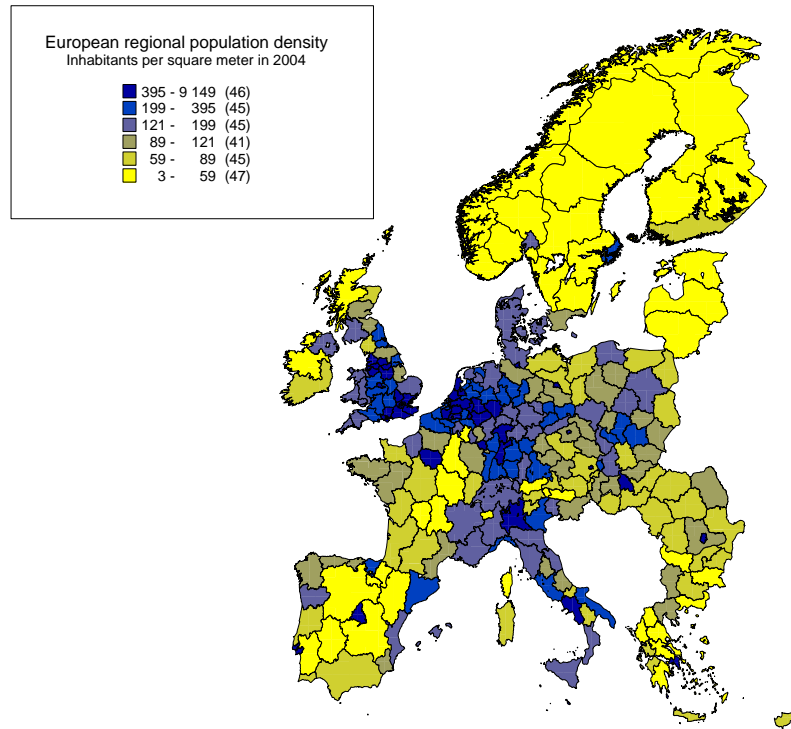 European regional population density
Inhabitants per square meter in 2004
395 - 9 149 (46)
199 - 395 (45)
121 - 199 (45)
89 - 121 (41)
59 - 89 (45)
3 - 59 (47)